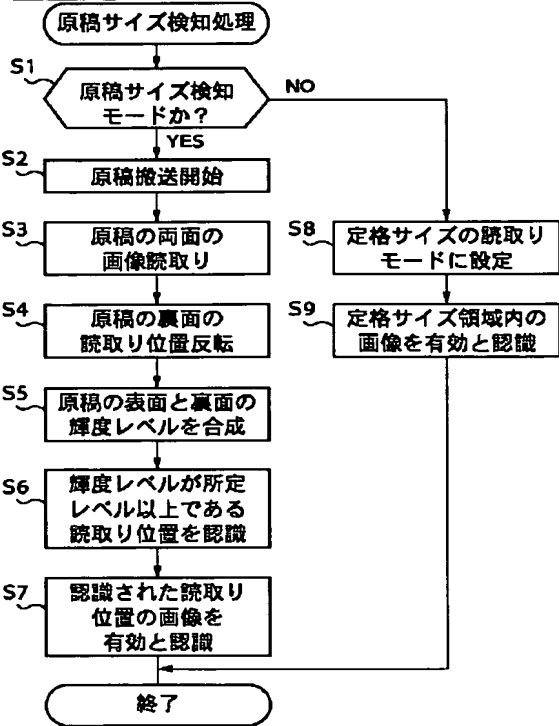 原稿サイズ検知処理
S1
原稿サイズ検知
モードか?
NO
YES
S2
原稿搬送開始
S3
原稿の両面の
画像読取り
S8
定格サイズの読取り
モードに設定
S4
原稿の裏面の
読取り位置反転
S9
定格サイズ領域内の
画像を有効と認識
S5
原稿の表面と裏面の
輝度レベルを合成
S6
輝度レベルが所定
レベル以上である
読取り位置を認識
S7
認識された読取り
位置の画像を
有効と認識
終了